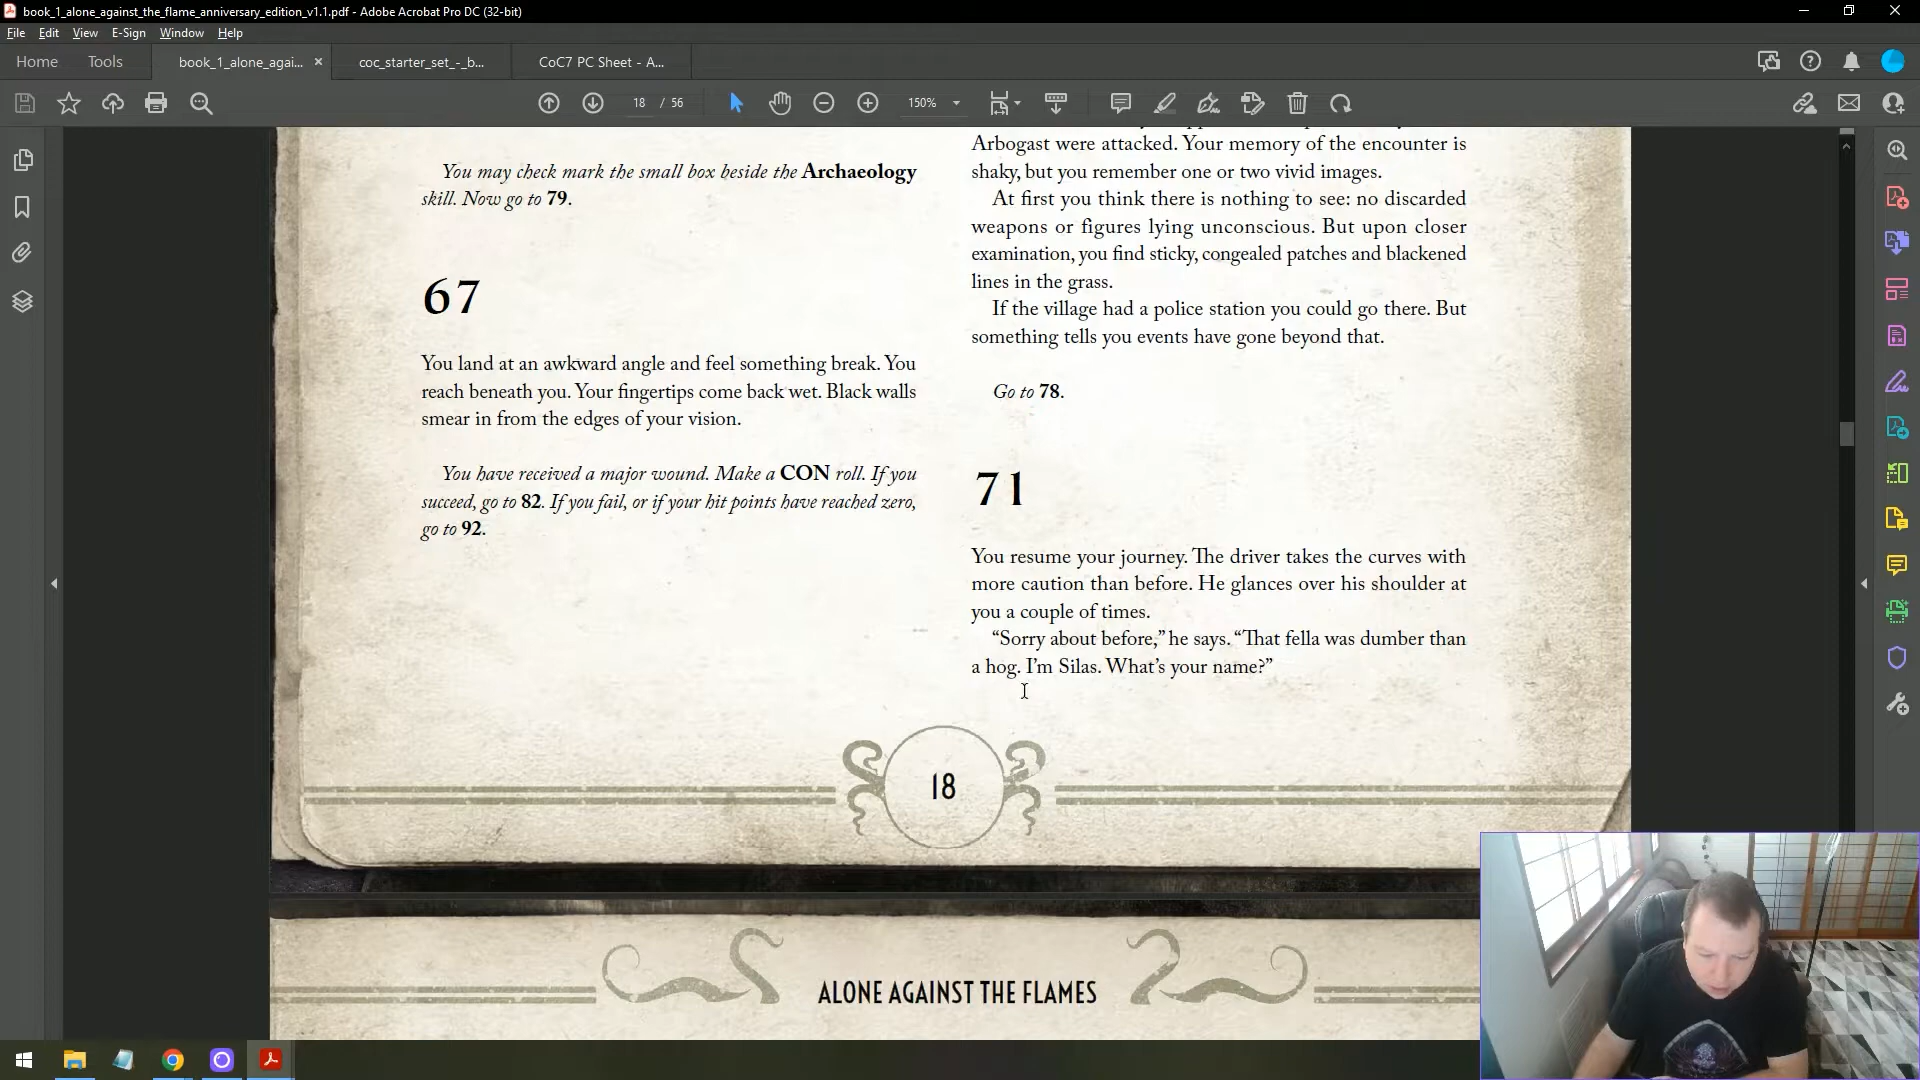 book_1_alone_against_the_flame_anniversary_edition_v1.1.pdf - Adobe Acrobat Pro DC (32-bit)
File Edit View E-Sign Window Help
Home Tools book_1_alone_agai... × coc_starter_set_-_b... CoC7 PC Sheet - A...
18 / 56 150%
You may check mark the small box beside the Archaeology
skill. Now go to 79.
67
You land at an awkward angle and feel something break. You
reach beneath you. Your fingertips come back wet. Black walls
smear in from the edges of your vision.
You have received a major wound. Make a CON roll. If you
succeed, go to 82. If you fail, or if your hit points have reached zero,
go to 92.
Arbogast were attacked. Your memory of the encounter is
shaky, but you remember one or two vivid images.
At first you think there is nothing to see: no discarded
weapons or figures lying unconscious. But upon closer
examination, you find sticky, congealed patches and blackened
lines in the grass.
If the village had a police station you could go there. But
something tells you events have gone beyond that.
Go to 78.
71
You resume your journey. The driver takes the curves with
more caution than before. He glances over his shoulder at
you a couple of times.
“Sorry about before,” he says. “That fella was dumber than
a hog. I’m Silas. What’s your name?”
18
ALONE AGAINST THE FLAMES